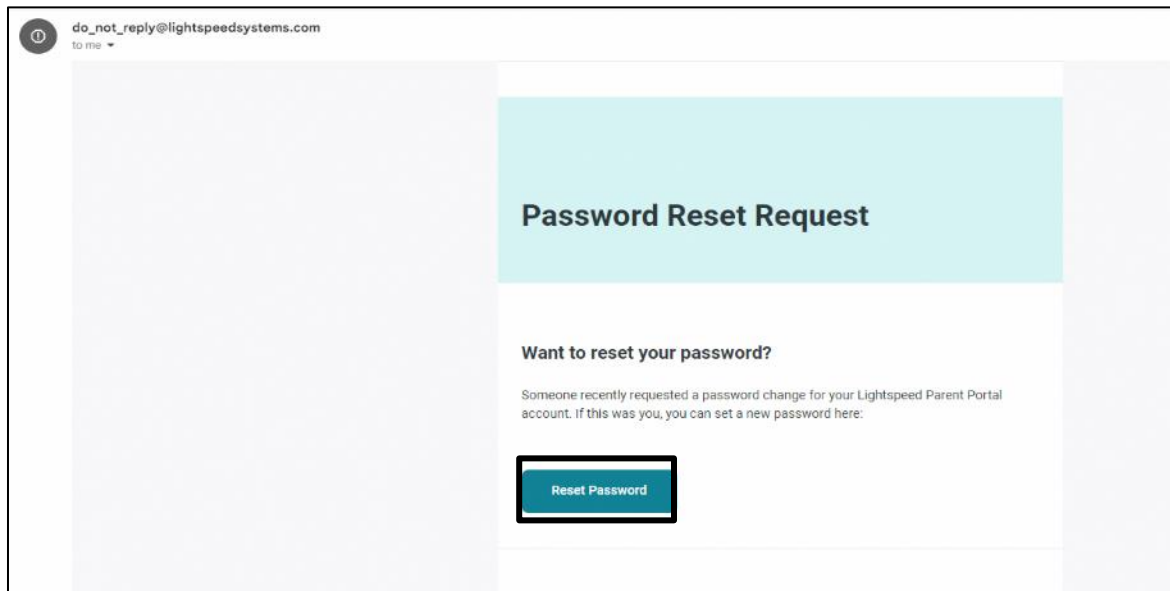 do_not_reply@lightspeedsystems.com
to me
Password Reset Request
Want to reset your password?
Someone recently requested a password change for your Lightspeed Parent Portal
account. If this was you, you can set a new password here:
Reset Password